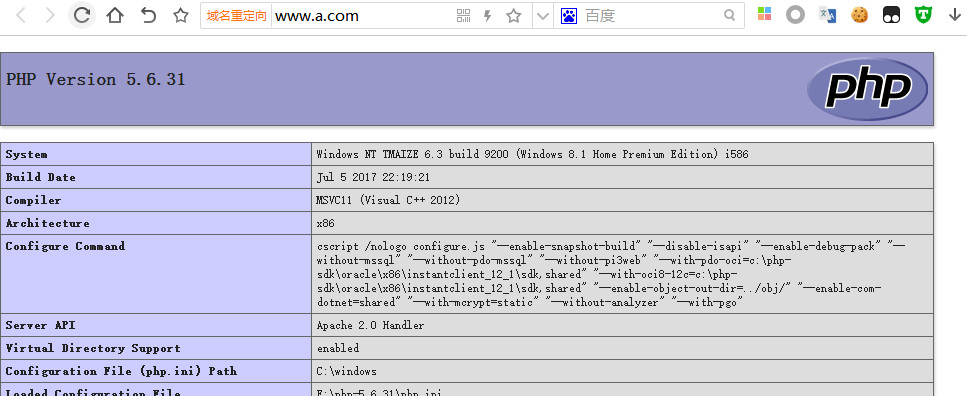 域名重定向 www.a.com 百度
PHP Version 5.6.31
php
System Windows NT TMAIZE 6.3 build 9200 (Windows 8.1 Home Premium Edition) i586
Build Date Jul 5 2017 22:19:21
Compiler MSVC11 (Visual C++ 2012)
Architecture x86
Configure Command cscript /nologo configure.js "--enable-snapshot-build" "--disable-isapi" "--enable-debug-pack" "--
without-mssql" "--without-pdo-mssql" "--without-pi3web" "--with-pdo-oci=c:\php-
sdk\oracle\x86\instantclient_12_1\sdk,shared" "--with-oci8-12c=c:\php-
sdk\oracle\x86\instantclient_12_1\sdk,shared" "--enable-object-out-dir=../obj/" "--enable-com-
dotnet=shared" "--with-mcrypt=static" "--without-analyzer" "--with-pgo"
Server API Apache 2.0 Handler
Virtual Directory Support enabled
Configuration File (php.ini) Path C:\windows
Loaded Configuration File E:\php-5.6.31\php.ini